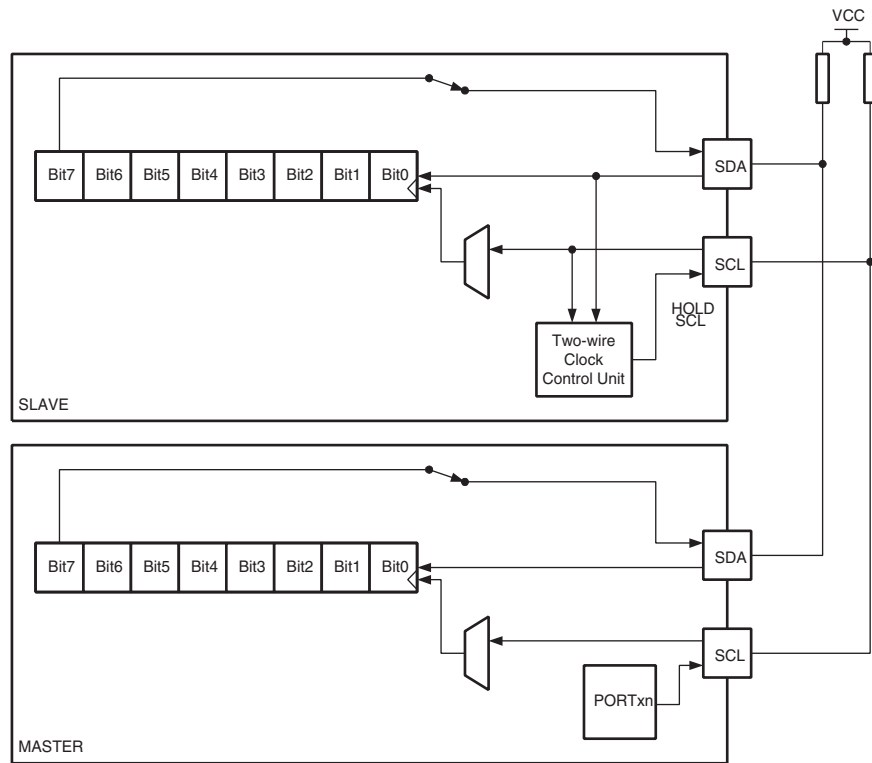 VCC
Bit7 Bit6 Bit5 Bit4 Bit3 Bit2 Bit1 Bit0
SDA
SCL
HOLD
SCL
Two-wire
Clock
Control Unit
SLAVE
Bit7 Bit6 Bit5 Bit4 Bit3 Bit2 Bit1 Bit0
SDA
SCL
PORTxn
MASTER